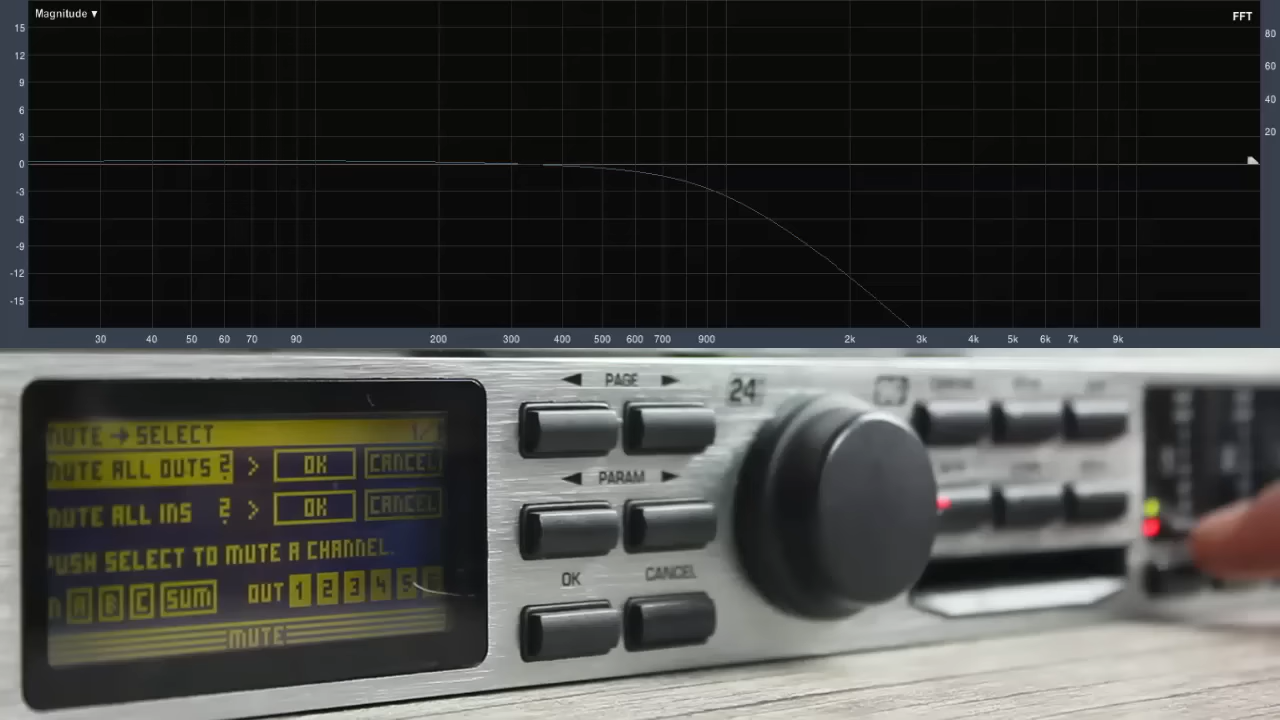 Magnitude ▾ FFT
15 80
12
9 60
6 40
3 20
0
-3
-6
-9
-12
-15
30 40 50 60 70 90 200 300 400 500 600 700 900 2k 3k 4k 5k 6k 7k 9k
◀ PAGE ▶
24
MUTE → SELECT
MUTE ALL OUTS ? > OK CANCEL
MUTE ALL INS ? > OK CANCEL
◀ PARAM ▶
PUSH SELECT TO MUTE A CHANNEL.
A B C SUM OUT 1 2 3 4 5 6
MUTE
OK CANCEL